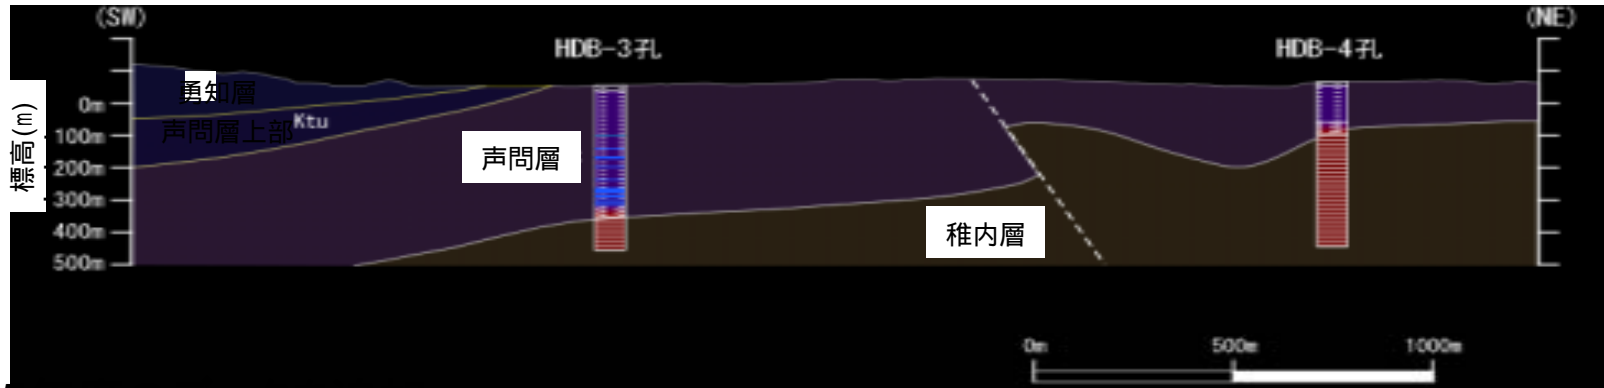 (SW)
(NE)
HDB-3孔
HDB-4孔
勇知層
0m
声問層上部
Ktu
100m
声問層
標高(m)
200m
300m
稚内層
400m
500m
0m
500m
1000m